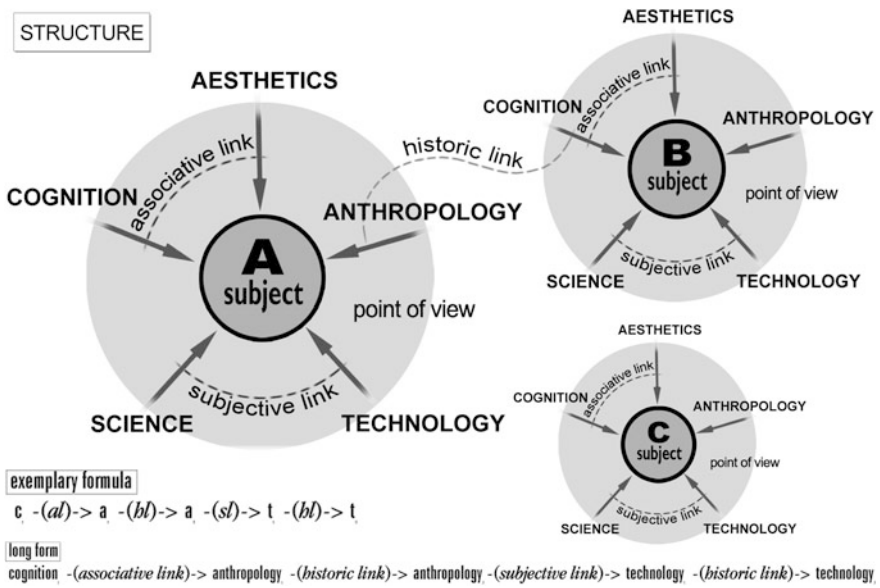 STRUCTURE
AESTHETICS
COGNITION
associative link
ANTHROPOLOGY
A
subject
point of view
SCIENCE
subjective link
TECHNOLOGY
historic link
AESTHETICS
COGNITION
associative link
ANTHROPOLOGY
B
subject
point of view
SCIENCE
subjective link
TECHNOLOGY
AESTHETICS
COGNITION
associative link
ANTHROPOLOGY
C
subject
point of view
SCIENCE
subjective link
TECHNOLOGY
exemplary formula
c, -(al)-> a, -(hl)-> a, -(sl)-> t, -(hl)-> t,
long form
cognition, -(associative link)-> anthropology, -(historic link)-> anthropology, -(subjective link)-> technology, -(historic link)-> technology,